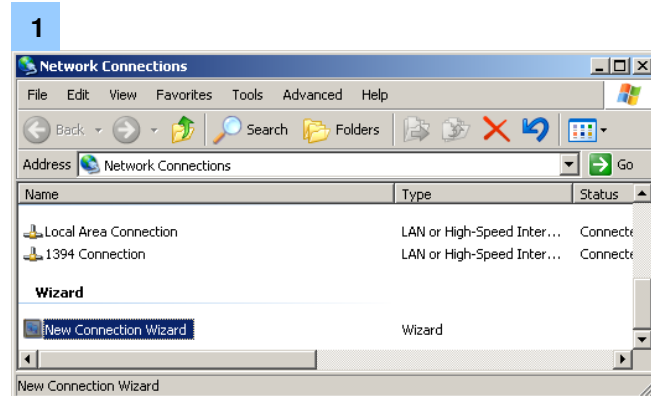 1
Network Connections
File Edit View Favorites Tools Advanced Help
Back Search Folders
Address Network Connections Go
Name Type Status
Local Area Connection LAN or High-Speed Inter... Connecte
1394 Connection LAN or High-Speed Inter... Connecte
Wizard
New Connection Wizard Wizard
New Connection Wizard